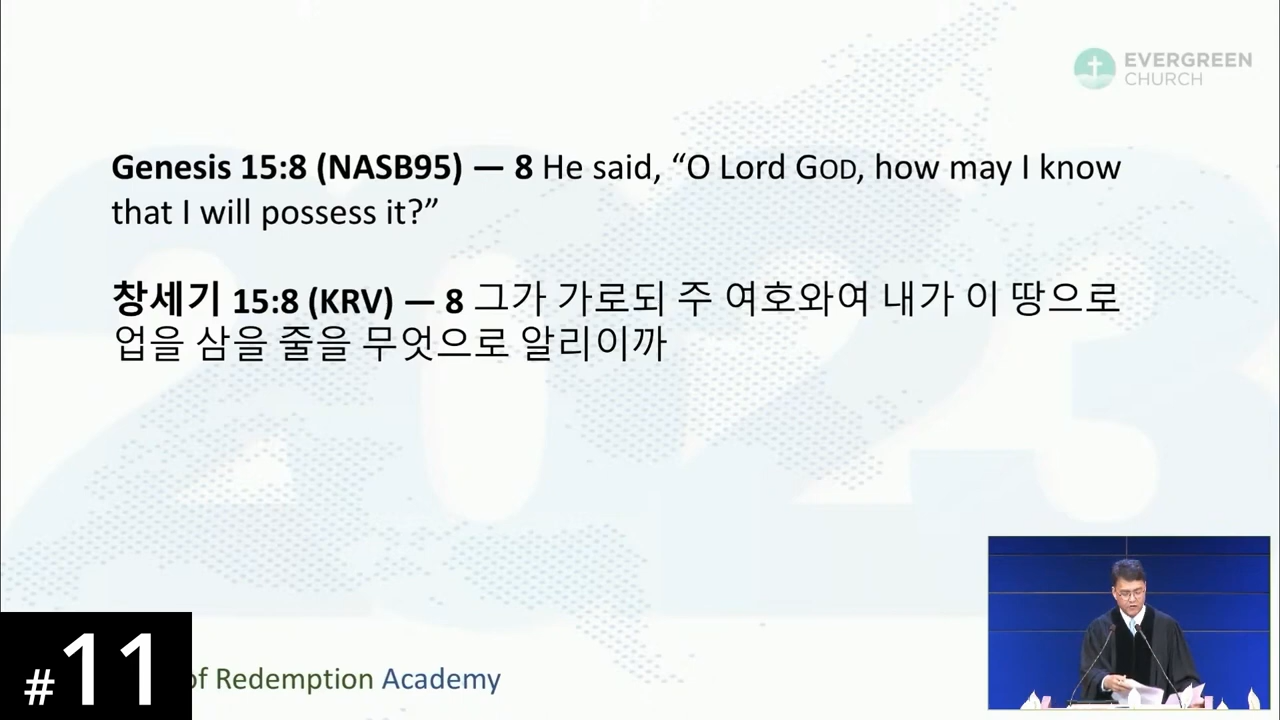 EVERGREEN
CHURCH
Genesis 15:8 (NASB95) — 8 He said, “O Lord GOD, how may I know
that I will possess it?”
창세기 15:8 (KRV) — 8 그가 가로되 주 여호와여 내가 이 땅으로
업을 삼을 줄을 무엇으로 알리이까
#11
of Redemption Academy